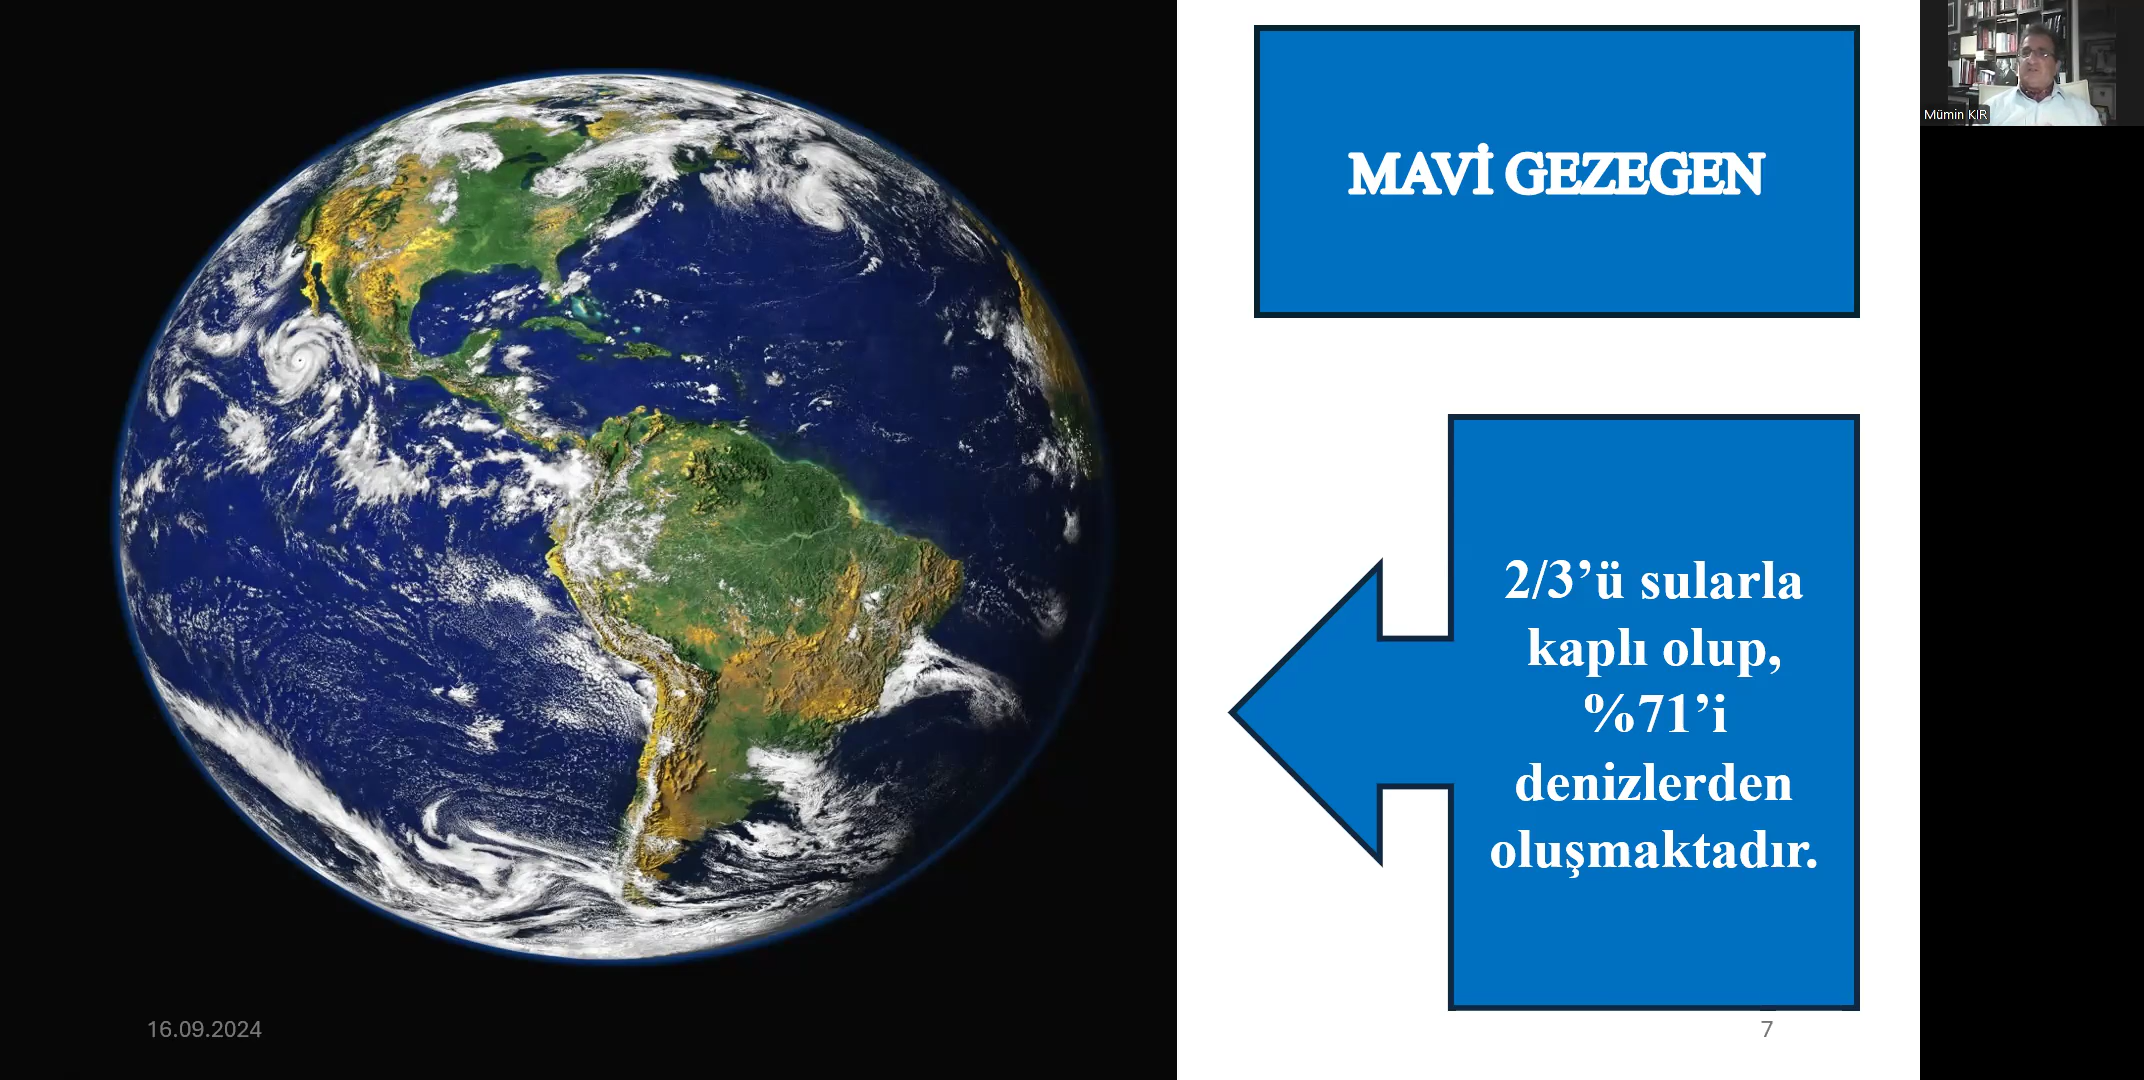 MAVİ GEZEGEN
Mümin KIR
2/3’ü sularla
kaplı olup,
%71’i
denizlerden
oluşmaktadır.
16.09.2024
7